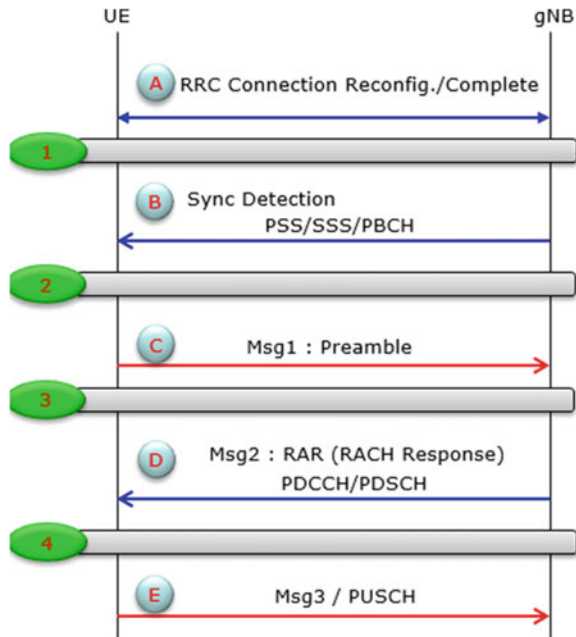 UE gNB
A RRC Connection Reconfig./Complete
1
B Sync Detection
PSS/SSS/PBCH
2
C Msg1 : Preamble
3
D Msg2 : RAR (RACH Response)
PDCCH/PDSCH
4
E Msg3 / PUSCH